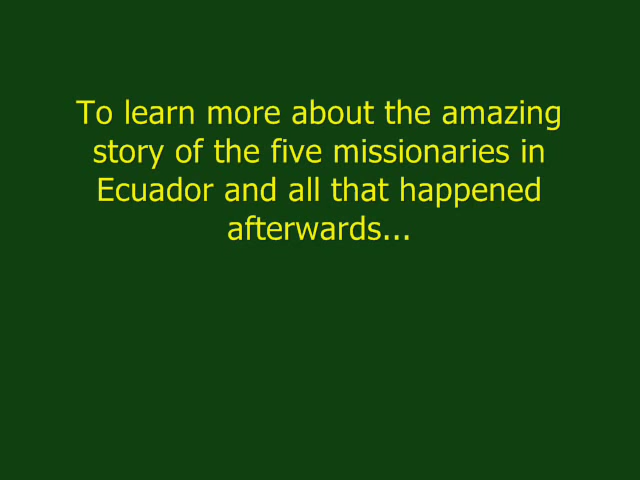 To learn more about the amazing
story of the five missionaries in
Ecuador and all that happened
afterwards...